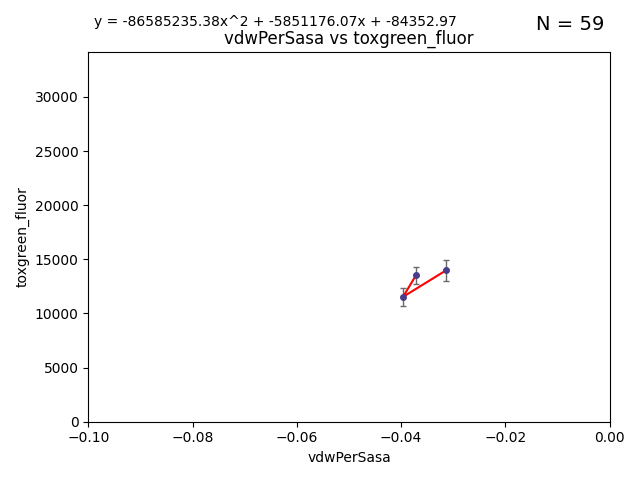 y = -86585235.38x^2 + -5851176.07x + -84352.97
N = 59
vdwPerSasa vs toxgreen_fluor
30000
25000
20000
15000
10000
5000
0
toxgreen_fluor
−0.10 −0.08 −0.06 −0.04 −0.02 0.00
vdwPerSasa